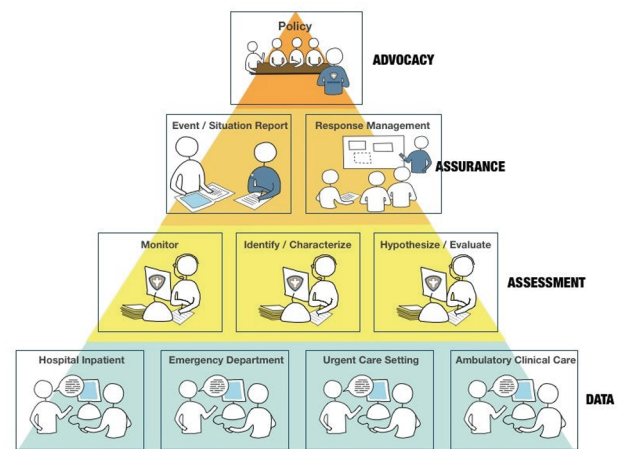 Policy
ADVOCACY
Event / Situation Report
Response Management
ASSURANCE
Monitor
Identify / Characterize
Hypothesize / Evaluate
ASSESSMENT
Hospital Inpatient
Emergency Department
Urgent Care Setting
Ambulatory Clinical Care
DATA